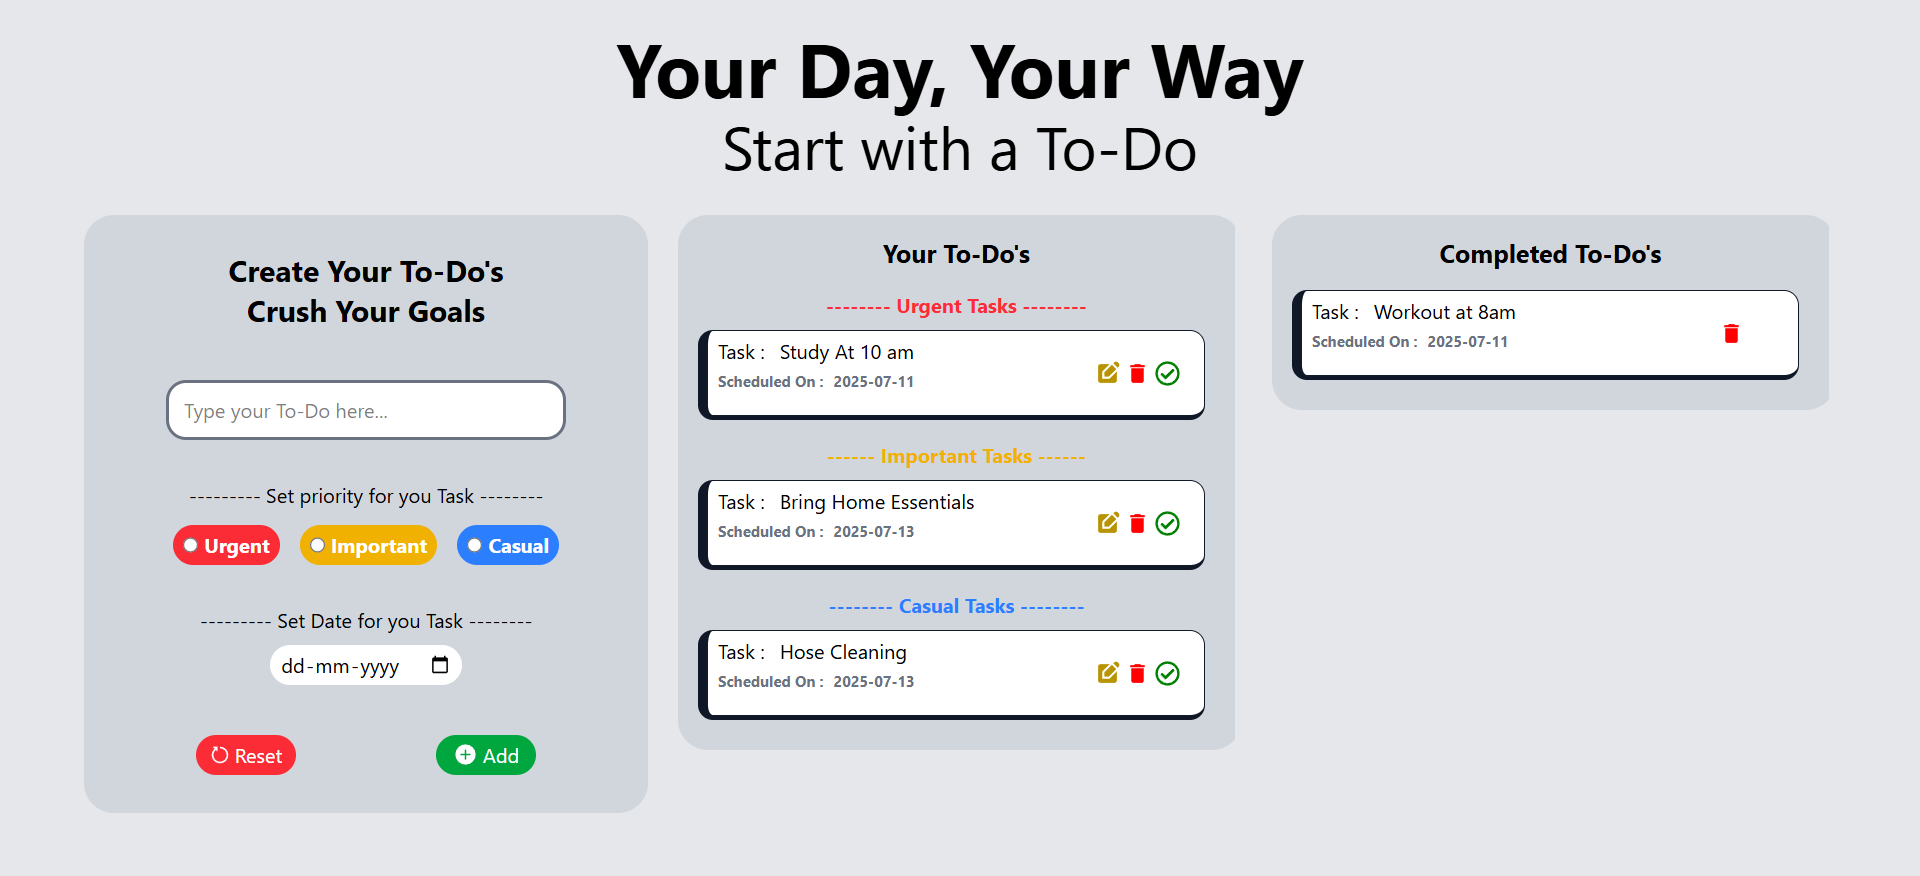 Your Day, Your Way
Start with a To-Do
Create Your To-Do's
Crush Your Goals
Type your To-Do here...
--------- Set priority for you Task --------
Urgent
Important
Casual
--------- Set Date for you Task --------
dd-mm-yyyy
Reset
Add
Your To-Do's
-------- Urgent Tasks --------
Task : Study At 10 am
Scheduled On : 2025-07-11
------ Important Tasks ------
Task : Bring Home Essentials
Scheduled On : 2025-07-13
-------- Casual Tasks --------
Task : Hose Cleaning
Scheduled On : 2025-07-13
Completed To-Do's
Task : Workout at 8am
Scheduled On : 2025-07-11